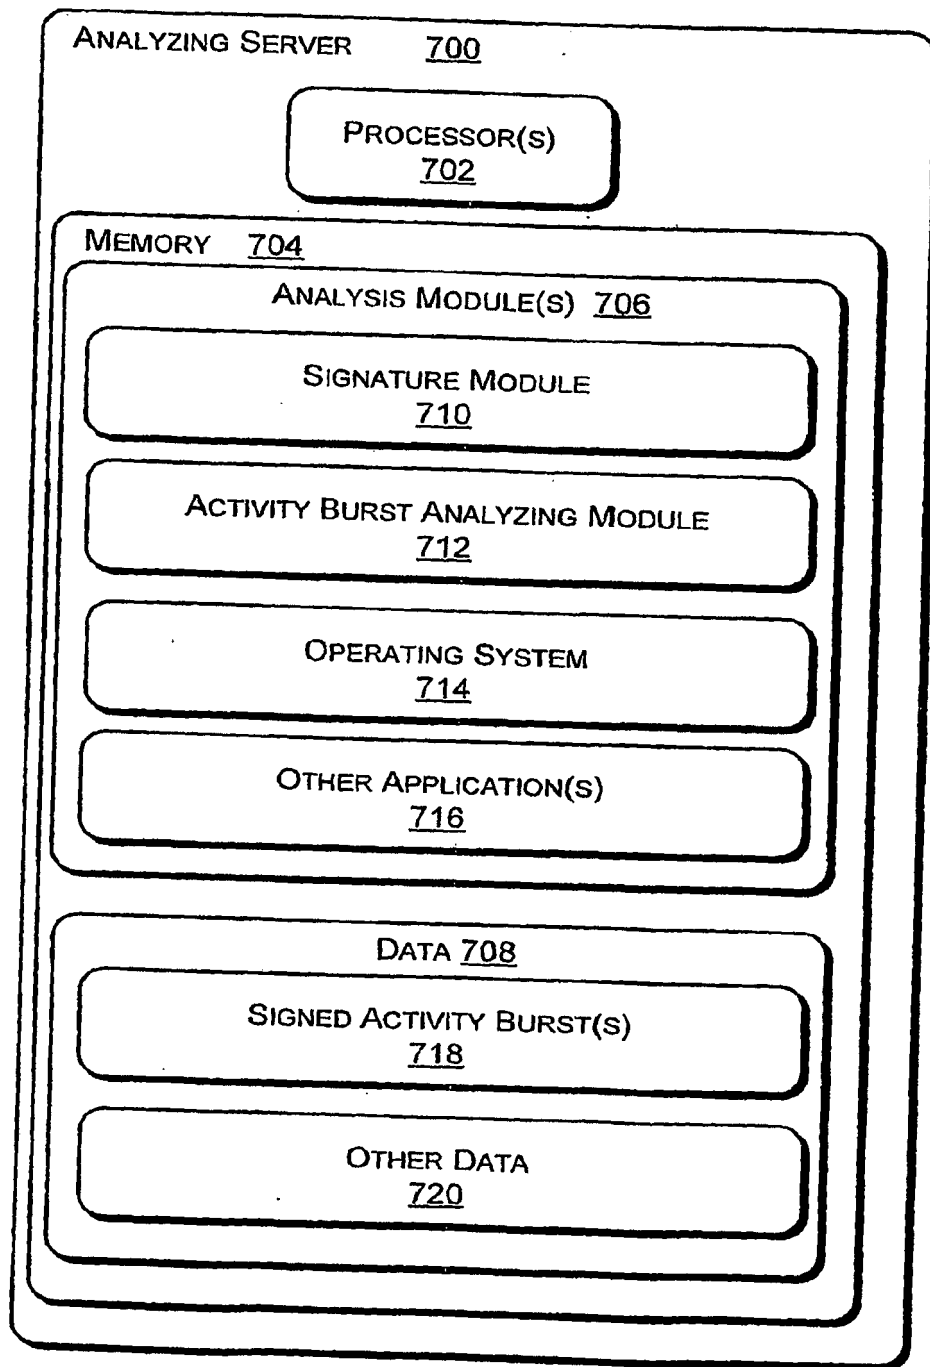 ANALYZING SERVER 700
PROCESSOR(S)
702
MEMORY 704
ANALYSIS MODULE(S) 706
SIGNATURE MODULE
710
ACTIVITY BURST ANALYZING MODULE
712
OPERATING SYSTEM
714
OTHER APPLICATION(S)
716
DATA 708
SIGNED ACTIVITY BURST(S)
718
OTHER DATA
720